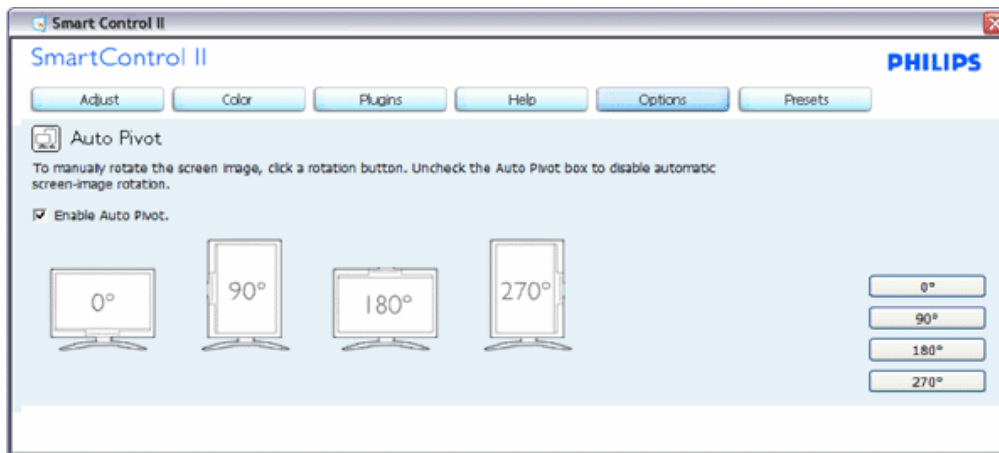 Smart Control II
SmartControl II
PHILIPS
Adjust Color Plugins Help Options Presets
Auto Pivot
To manually rotate the screen image, click a rotation button. Uncheck the Auto Pivot box to disable automatic
screen-image rotation.
Enable Auto Pivot.
0° 90° 180° 270°
0°
90°
180°
270°